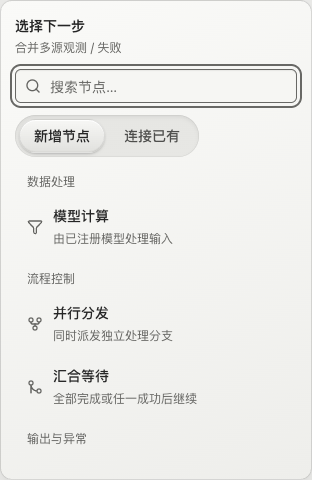 选择下一步
合并多源观测 / 失败
搜索节点...
新增节点
连接已有
数据处理
模型计算
由已注册模型处理输入
流程控制
并行分发
同时派发独立处理分支
汇合等待
全部完成或任一成功后继续
输出与异常